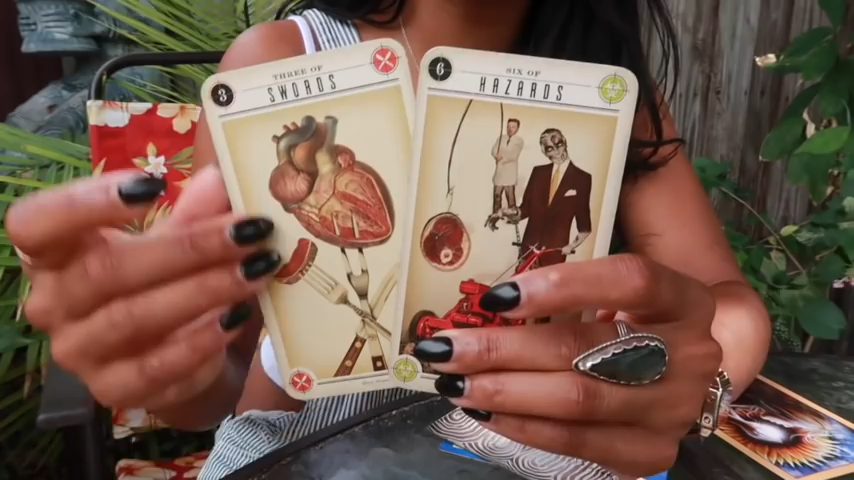 3
THREE OF
SWORDS
6
SIX OF
HAZARDS